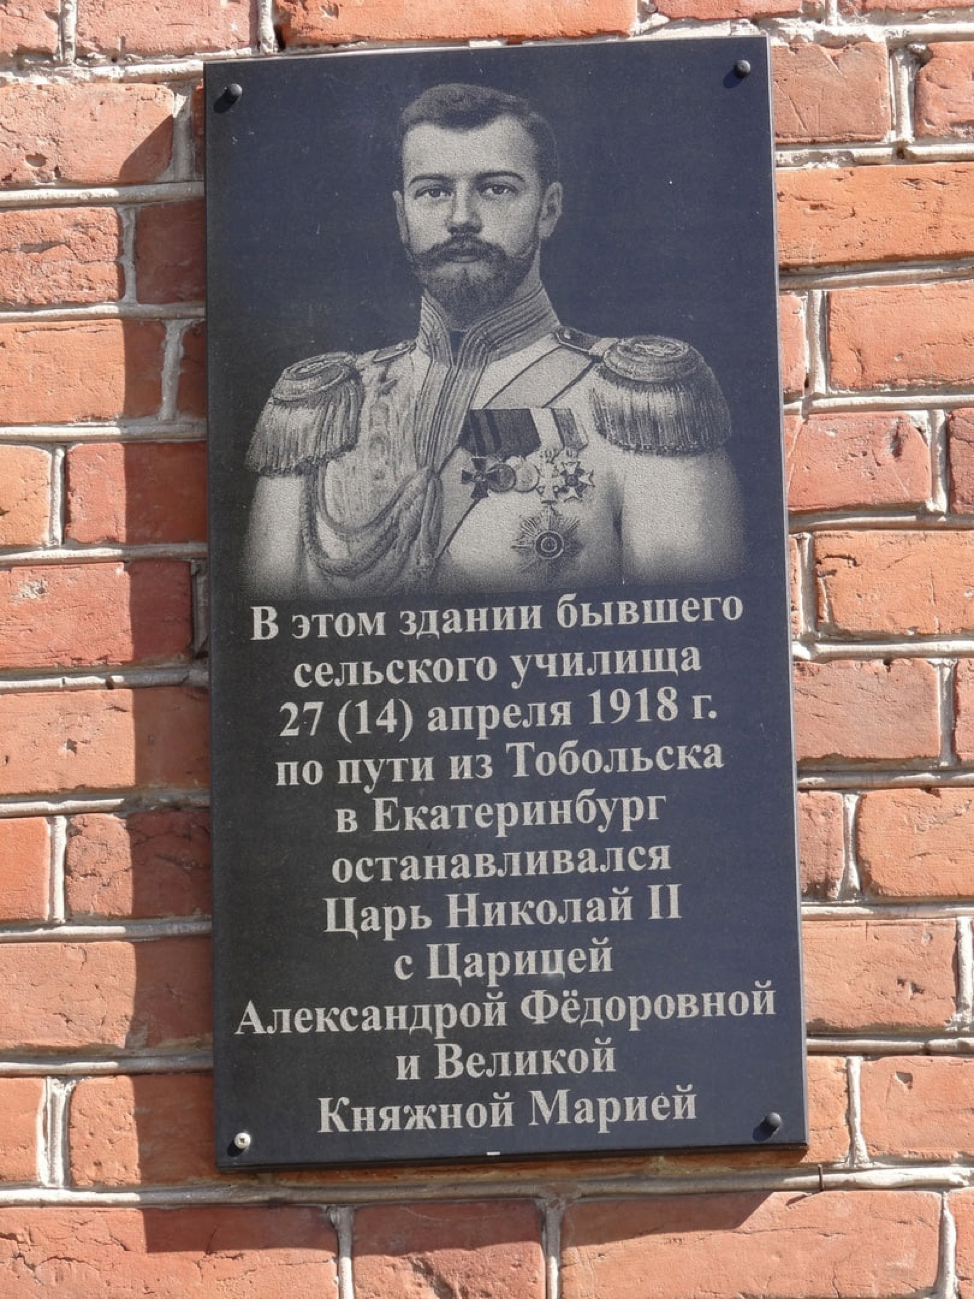 В этом здании бывшего
сельского училища
27 (14) апреля 1918 г.
по пути из Тобольска
в Екатеринбург
останавливался
Царь Николай II
с Царицей
Александрой Фёдоровной
и Великой
Княжной Марией